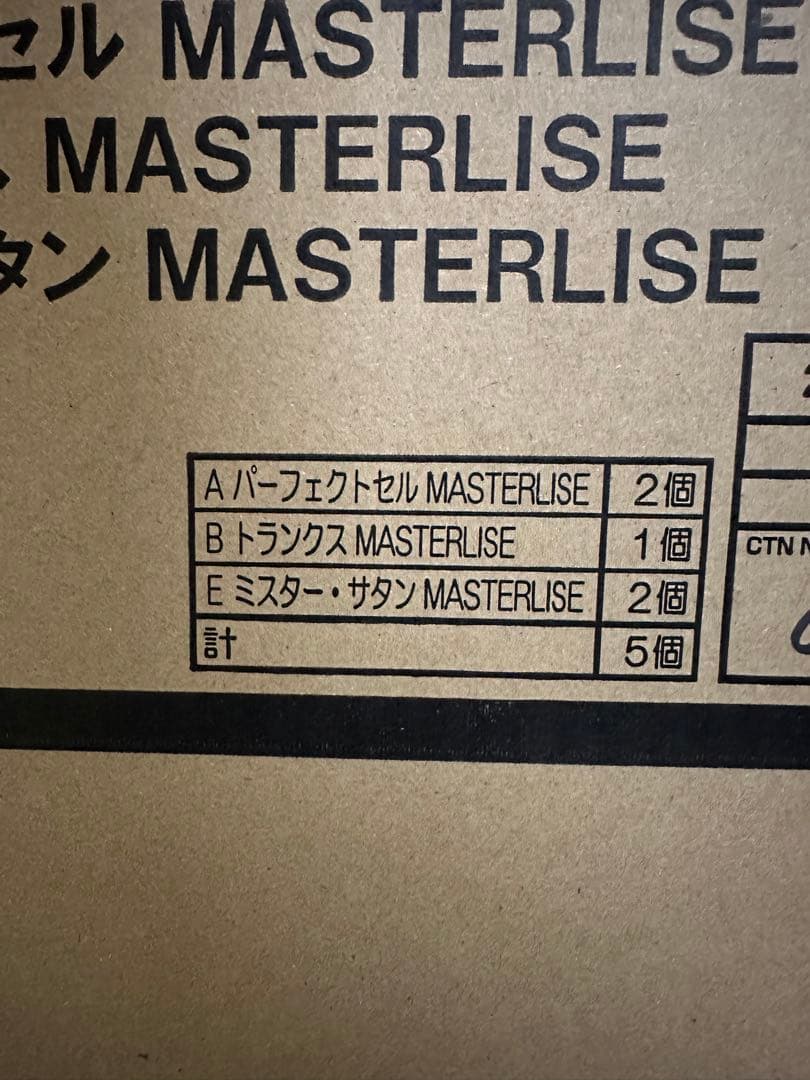 セル MASTERLISE
MASTERLISE
タン MASTERLISE
A パーフェクトセル MASTERLISE 2個
B トランクス MASTERLISE 1個
E ミスター・サタン MASTERLISE 2個
計 5個
CTN N